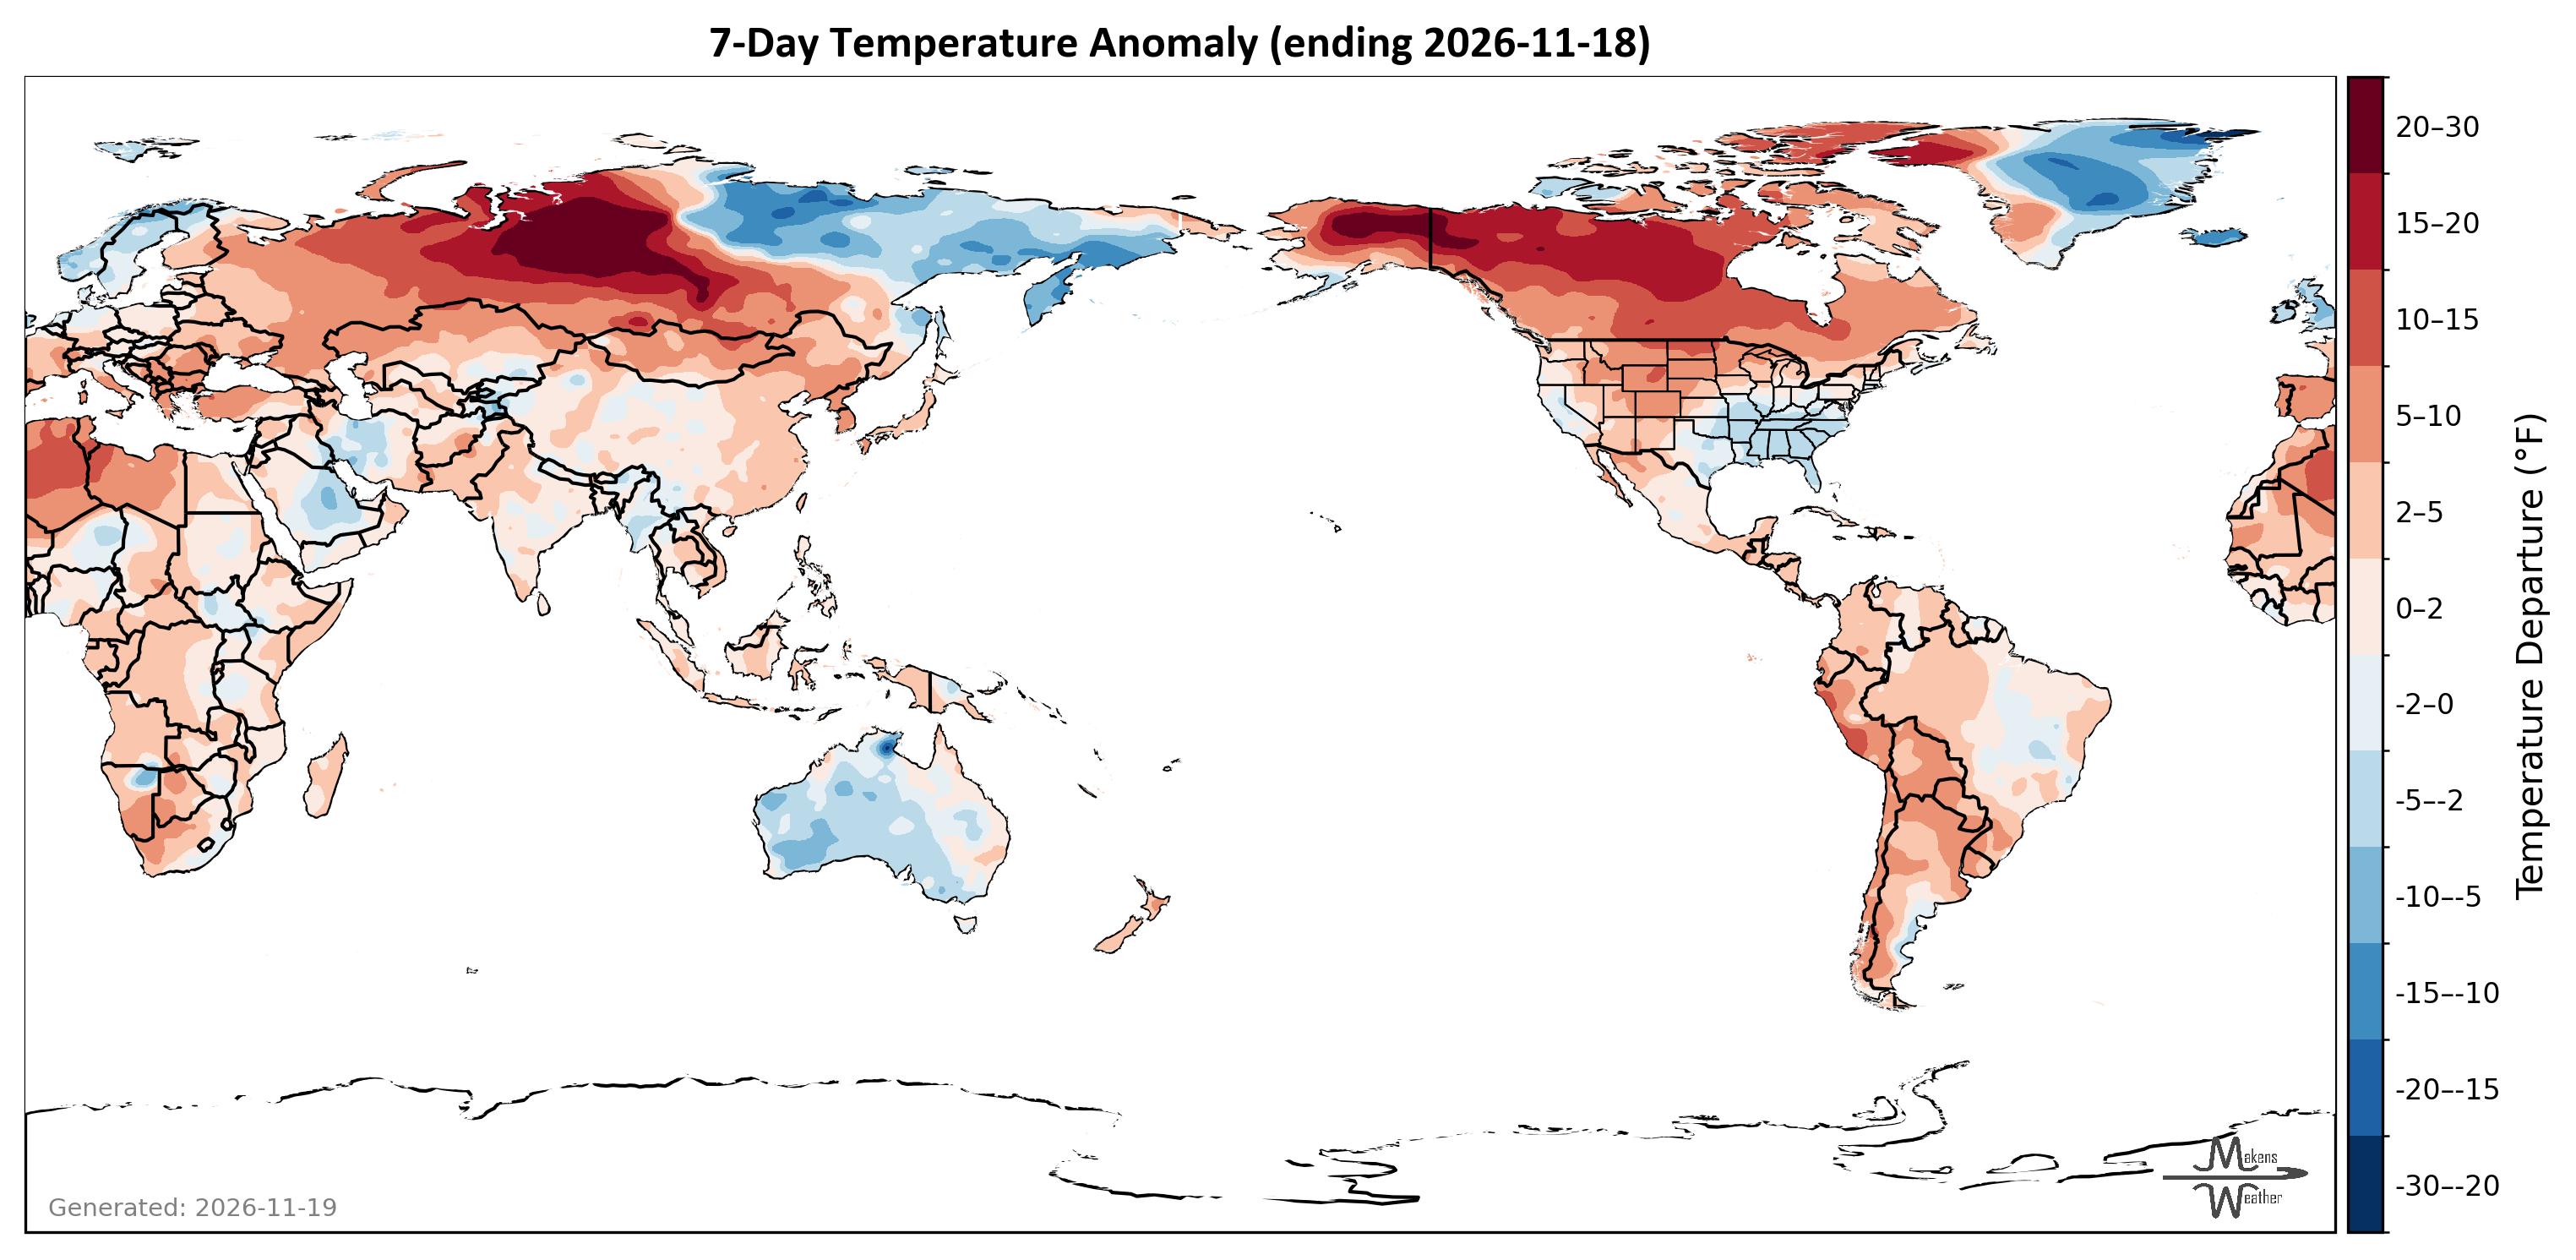 7-Day Temperature Anomaly (ending 2026-11-18)
20–30
15–20
10–15
5–10
2–5
0–2
-2–0
-5–-2
-10–-5
-15–-10
-20–-15
-30–-20
Temperature Departure (°F)
Makens
Weather
Generated: 2026-11-19